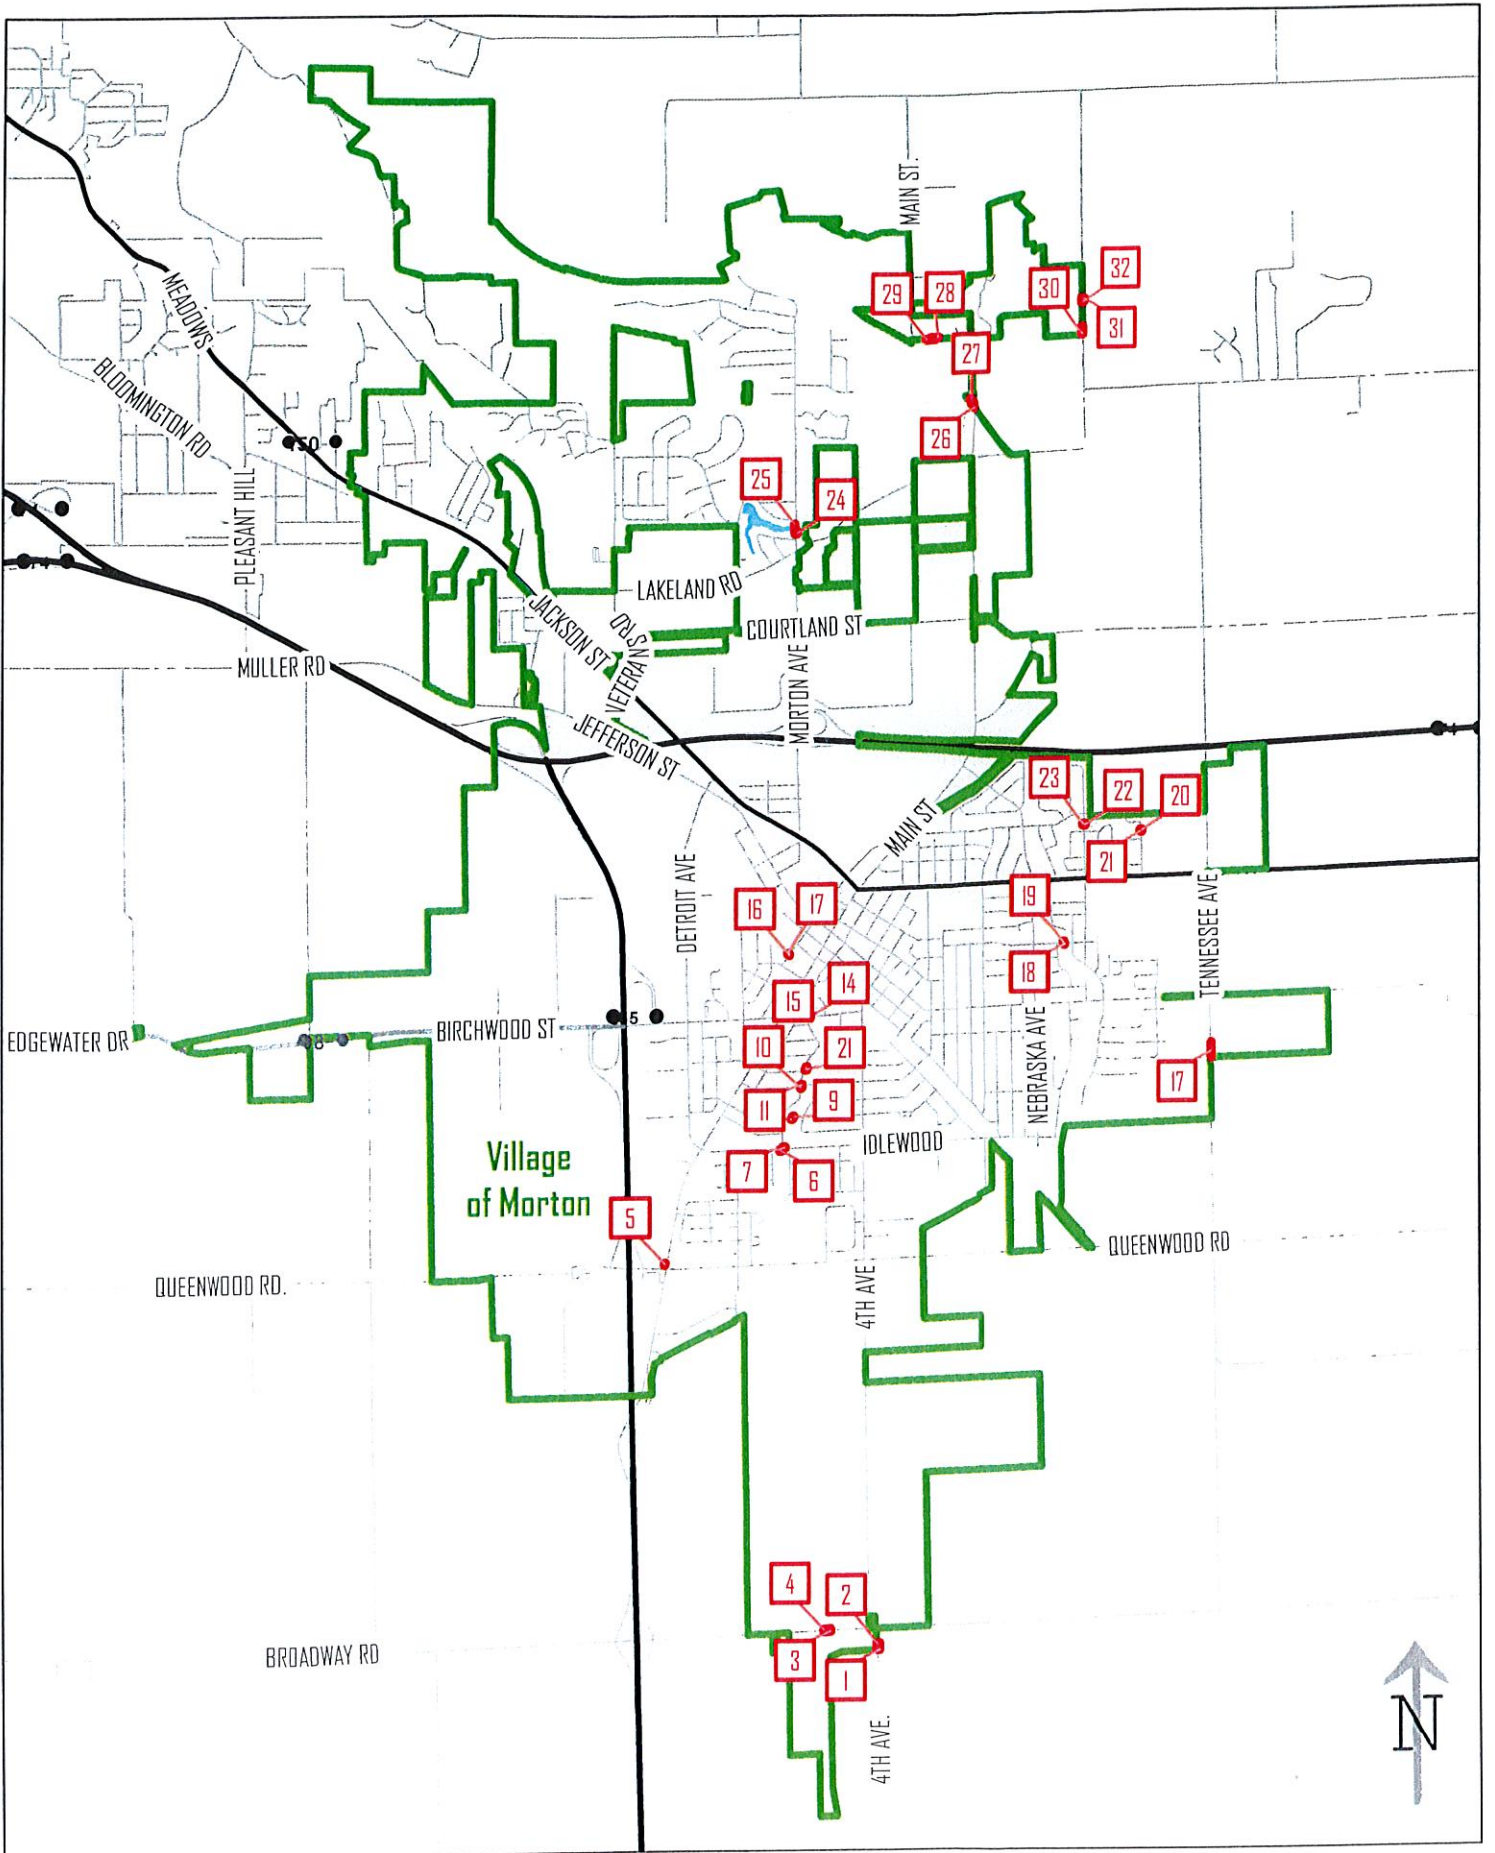 MAIN ST.
32
29
28
30
31
27
MEADOWS
BLOOMINGTON RD
150
26
25
24
PLEASANT HILL
LAKELAND RD
JACKSON ST
VETERANS RD
COURTLAND ST
MULLER RD
MORTON AVE
JEFFERSON ST
23
22
20
MAIN ST
21
DETROIT AVE
16
17
19
TENNESSEE AVE
18
15
14
EDGEWATER DR
BIRCHWOOD ST
10
21
NEBRASKA AVE
17
11
9
IDLEWOOD
Village
of Morton
7
6
5
QUEENWOOD RD
QUEENWOOD RD.
4TH AVE
4
2
BROADWAY RD
3
1
4TH AVE.
N